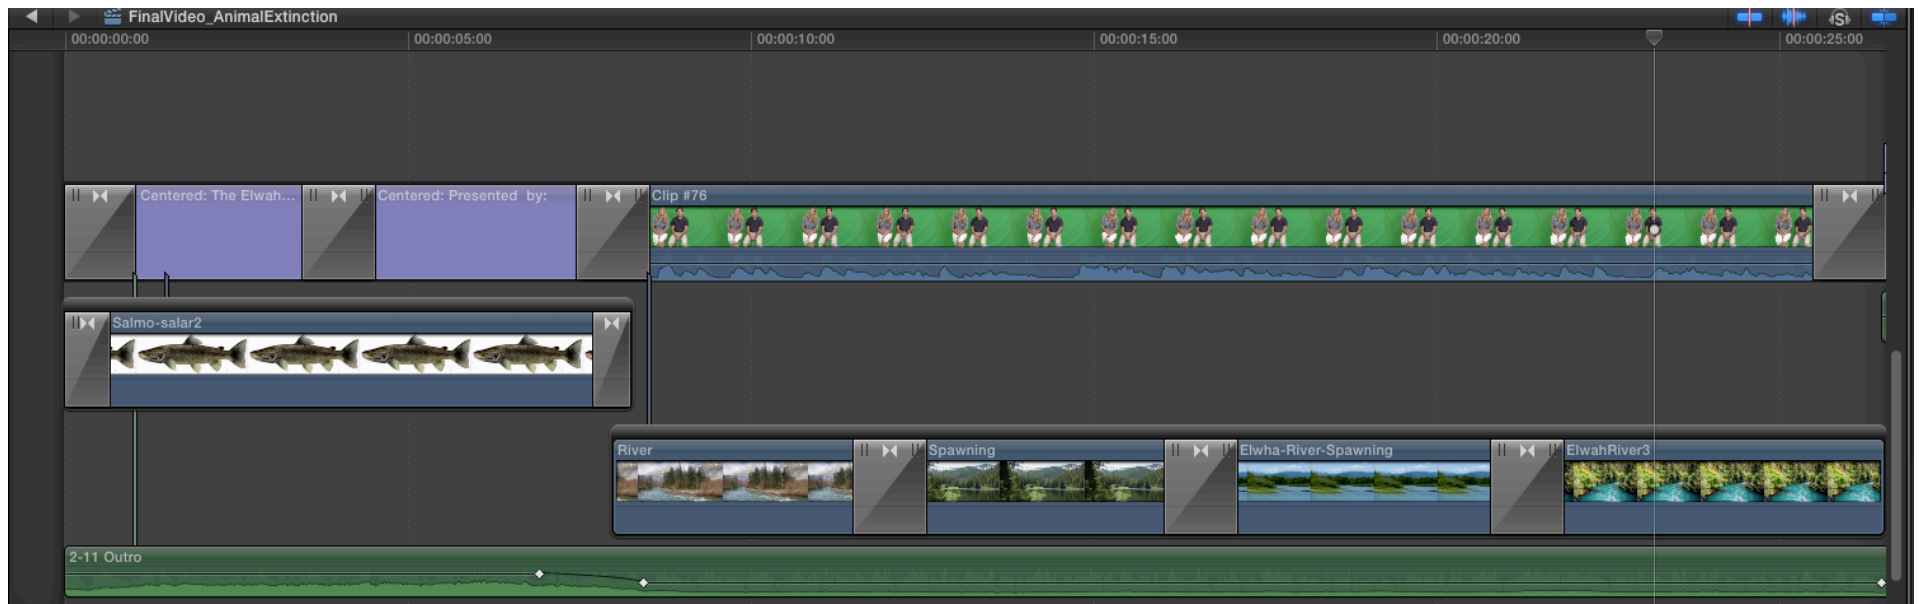 FinalVideo_AnimalExtinction
00:00:00:00 00:00:05:00 00:00:10:00 00:00:15:00 00:00:20:00 00:00:25:00
Centered: The Elwah... Centered: Presented by: Clip #76
Salmo-salar2
River Spawning Elwha-River-Spawning ElwahRiver3
2-11 Outro